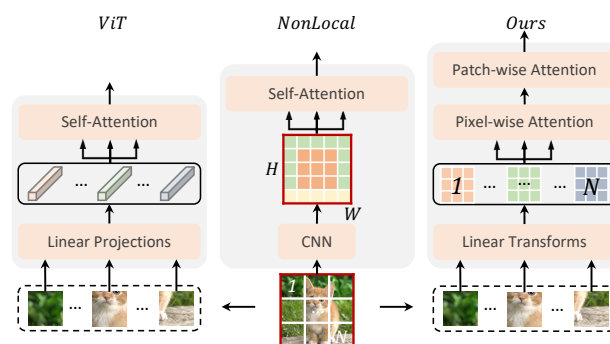 ViT
NonLocal
Ours
Patch-wise Attention
Self-Attention
Self-Attention
Pixel-wise Attention
H
W
... ...
1 ... ... ... N
Linear Projections
CNN
Linear Transforms
... ...
1
N
... ...